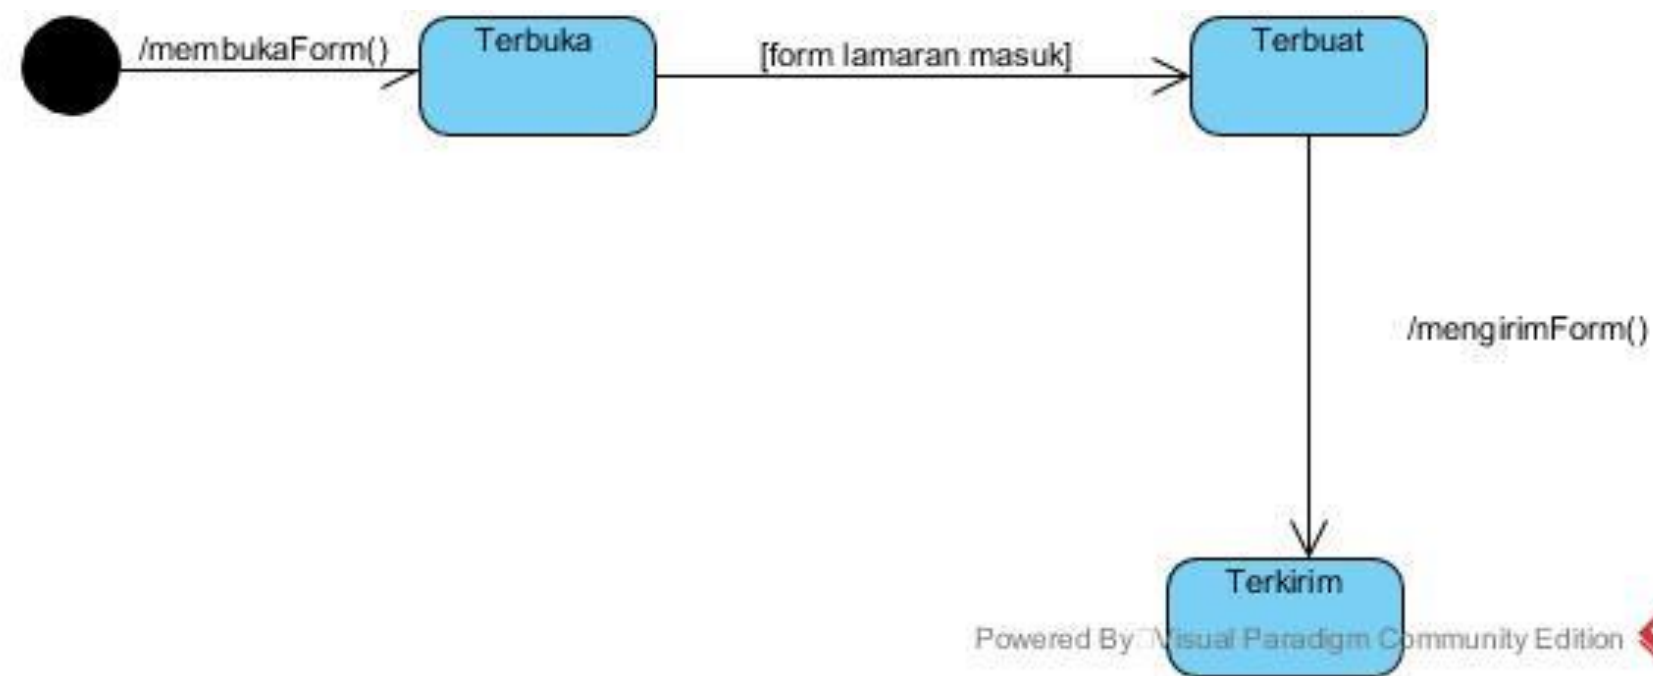 /membukaForm()
Terbuka
[form lamaran masuk]
Terbuat
/mengirimForm()
Terkirim
Powered By Visual Paradigm Community Edition